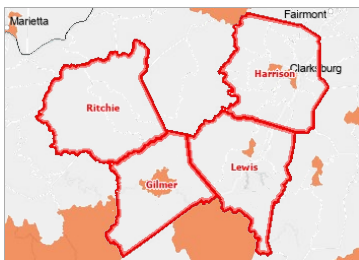 Marietta
Fairmont
Clarksburg
Harrison
Ritchie
Lewis
Gilmer